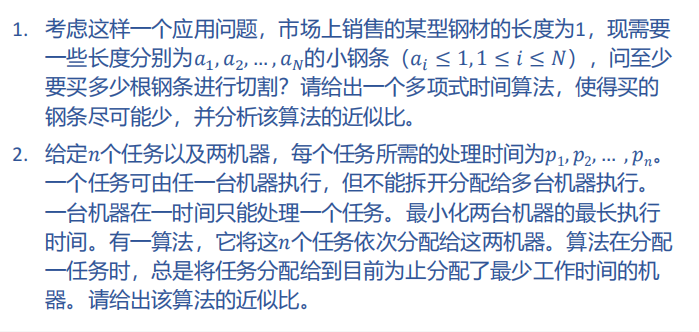 1. 考虑这样一个应用问题，市场上销售的某型钢材的长度为1，现需要
一些长度分别为a₁, a₂, … , a_N的小钢条（a_i ≤ 1,1 ≤ i ≤ N），问至少
要买多少根钢条进行切割？请给出一个多项式时间算法，使得买的
钢条尽可能少，并分析该算法的近似比。
2. 给定n个任务以及两机器，每个任务所需的处理时间为p₁, p₂, … , p_n。
一个任务可由任一台机器执行，但不能拆开分配给多台机器执行。
一台机器在一时间只能处理一个任务。最小化两台机器的最长执行
时间。有一算法，它将这n个任务依次分配给这两机器。算法在分配
一任务时，总是将任务分配给到目前为止分配了最少工作时间的机
器。请给出该算法的近似比。